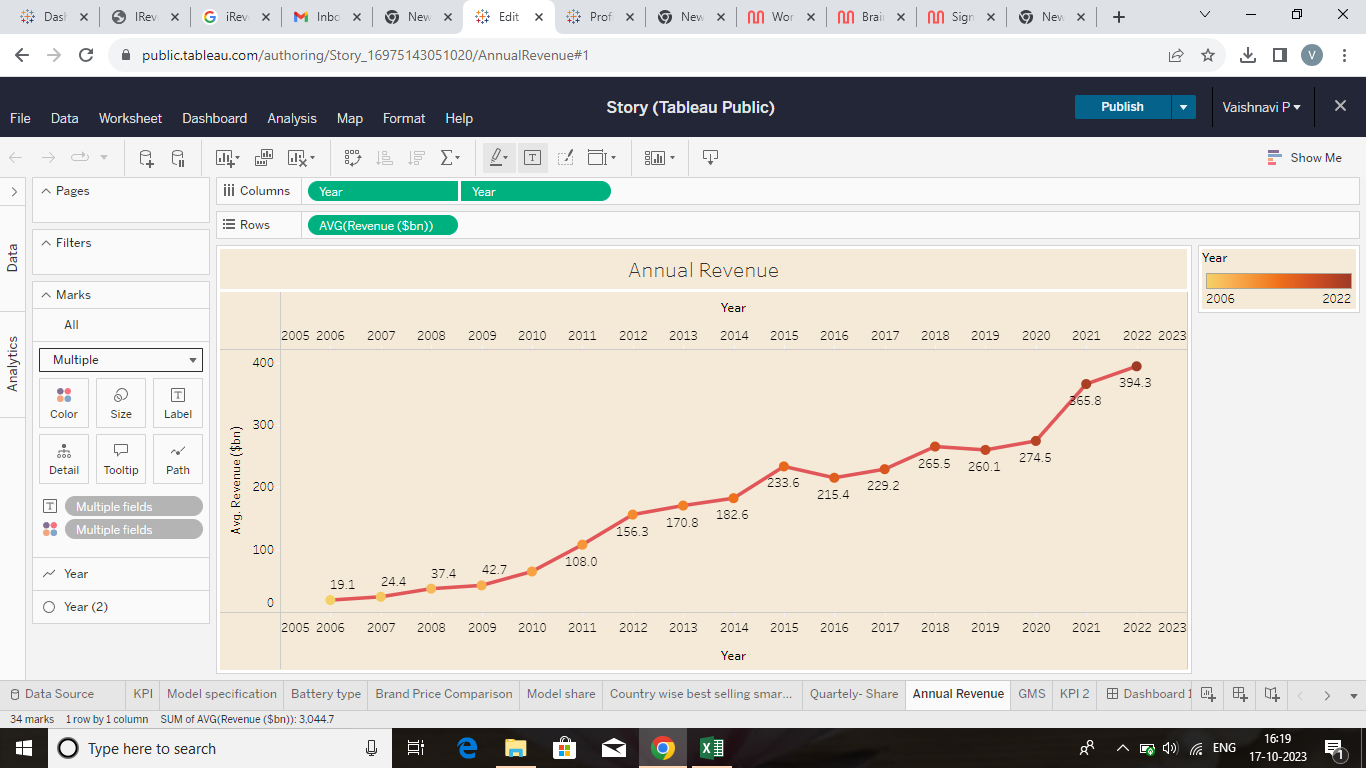 Dash
IRev
iRev
Inbo
New
Edit
Prof
New
Wor
Brai
Sign
New
public.tableau.com/authoring/Story_16975143051020/AnnualRevenue#1
V
Story (Tableau Public)
Publish
Vaishnavi P
File Data Worksheet Dashboard Analysis Map Format Help
Show Me
Pages
Columns Year Year
Rows AVG(Revenue ($bn))
Filters
Data
Analytics
Marks
All
Multiple
Color Size Label
Detail Tooltip Path
Multiple fields
Multiple fields
Year
Year (2)
Annual Revenue
Year
2005 2006 2007 2008 2009 2010 2011 2012 2013 2014 2015 2016 2017 2018 2019 2020 2021 2022 2023
Avg. Revenue ($bn)
400
300
200
100
0
19.1
24.4
37.4
42.7
108.0
156.3
170.8
182.6
233.6
215.4
229.2
265.5
260.1
274.5
365.8
394.3
2005 2006 2007 2008 2009 2010 2011 2012 2013 2014 2015 2016 2017 2018 2019 2020 2021 2022 2023
Year
Year
2006 2022
Data Source KPI Model specification Battery type Brand Price Comparison Model share Country wise best selling smar... Quartely- Share Annual Revenue GMS KPI 2 Dashboard 1
34 marks 1 row by 1 column SUM of AVG(Revenue ($bn)): 3,044.7
Type here to search
ENG
16:19
17-10-2023
1